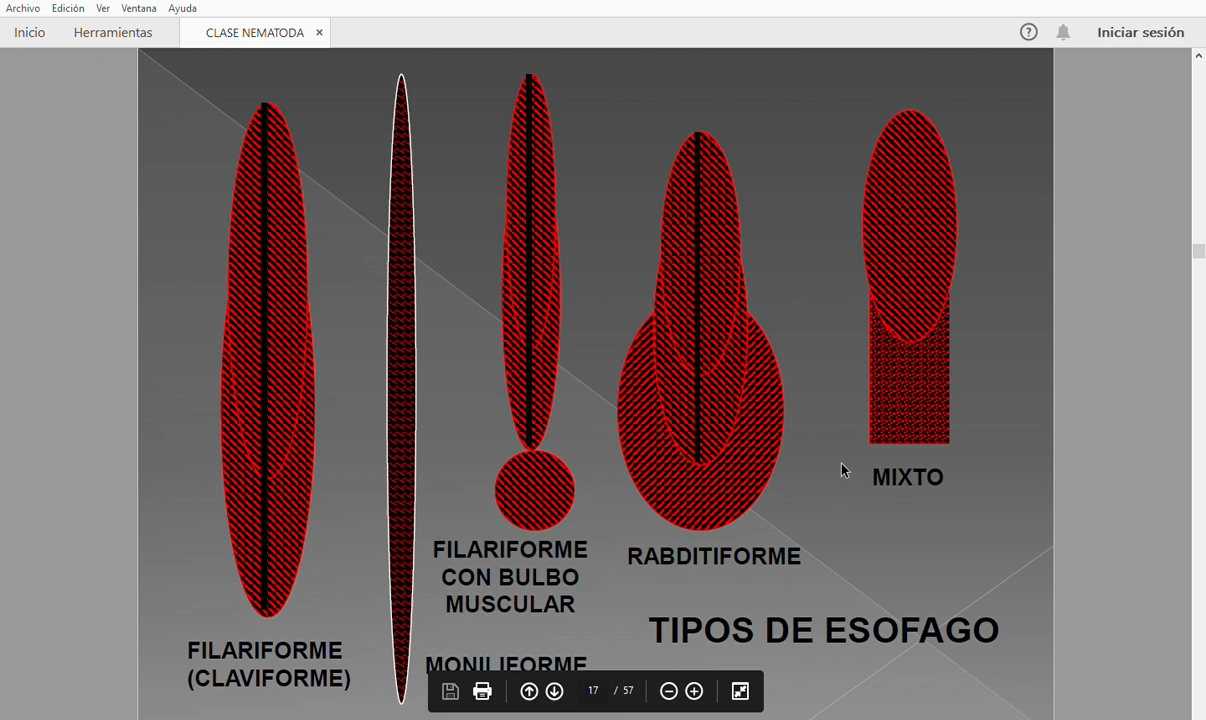 Archivo Edición Ver Ventana Ayuda
Inicio Herramientas CLASE NEMATODA × ? Iniciar sesión
MIXTO
FILARIFORME
CON BULBO
MUSCULAR
RABDITIFORME
TIPOS DE ESOFAGO
FILARIFORME
(CLAVIFORME)
MONILIFORME
17 / 57